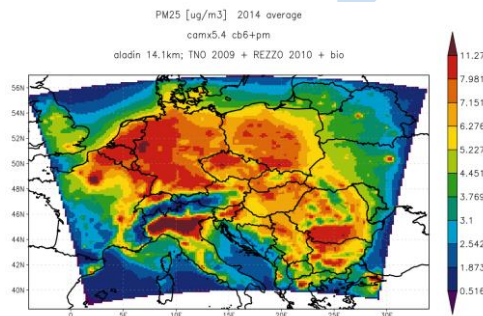 PM25 [ug/m3]  2014 average
camx5.4 cb6+pm
aladin 14.1km; TNO 2009 + REZZO 2010 + bio
11.27
7.981
7.151
6.276
5.227
4.451
3.769
3.1
2.542
1.873
0.516
56N
54N
52N
50N
48N
46N
44N
42N
40N
0
5E
10E
15E
20E
25E
30E